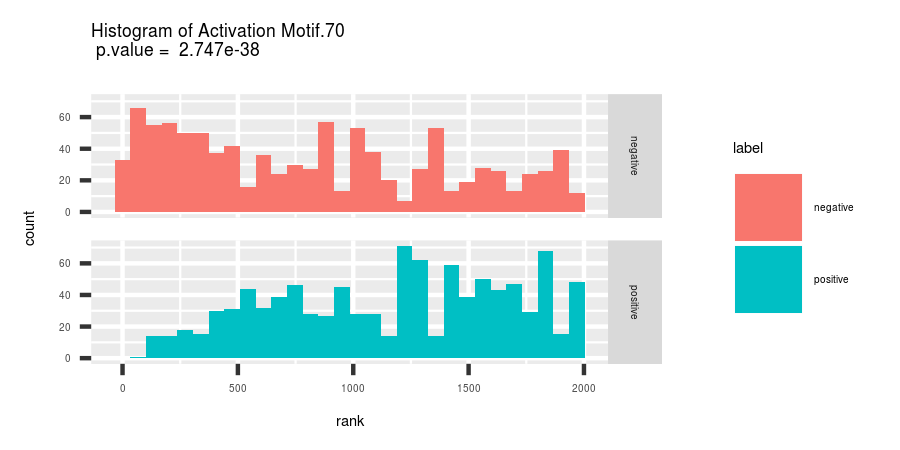 Histogram of Activation Motif.70
p.value = 2.747e-38
count
60
40
20
0
negative
60
40
20
0
positive
0 500 1000 1500 2000
rank
label
negative
positive